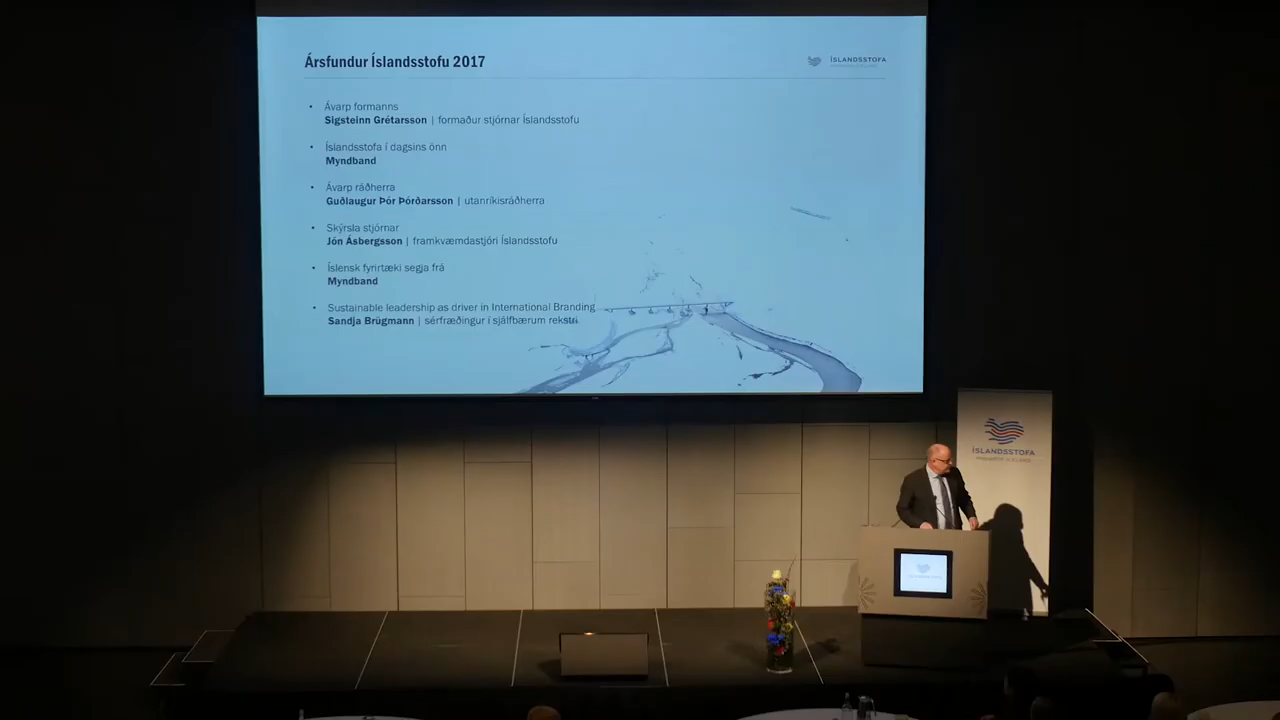 Ársfundur Íslandsstofu 2017
ÍSLANDSSTOFA
• Ávarp formanns
Sigsteinn Grétarsson | formaður stjórnar Íslandsstofu
• Íslandsstofa í dagsins önn
Myndband
• Ávarp ráðherra
Guðlaugur Þór Þórðarsson | utanríkisráðherra
• Skýrsla stjórnar
Jón Ásbergsson | framkvæmdastjóri Íslandsstofu
• Íslensk fyrirtæki segja frá
Myndband
• Sustainable leadership as driver in International Branding
Sandja Brügmann | sérfræðingur í sjálfbærum rekstri
ÍSLANDSSTOFA